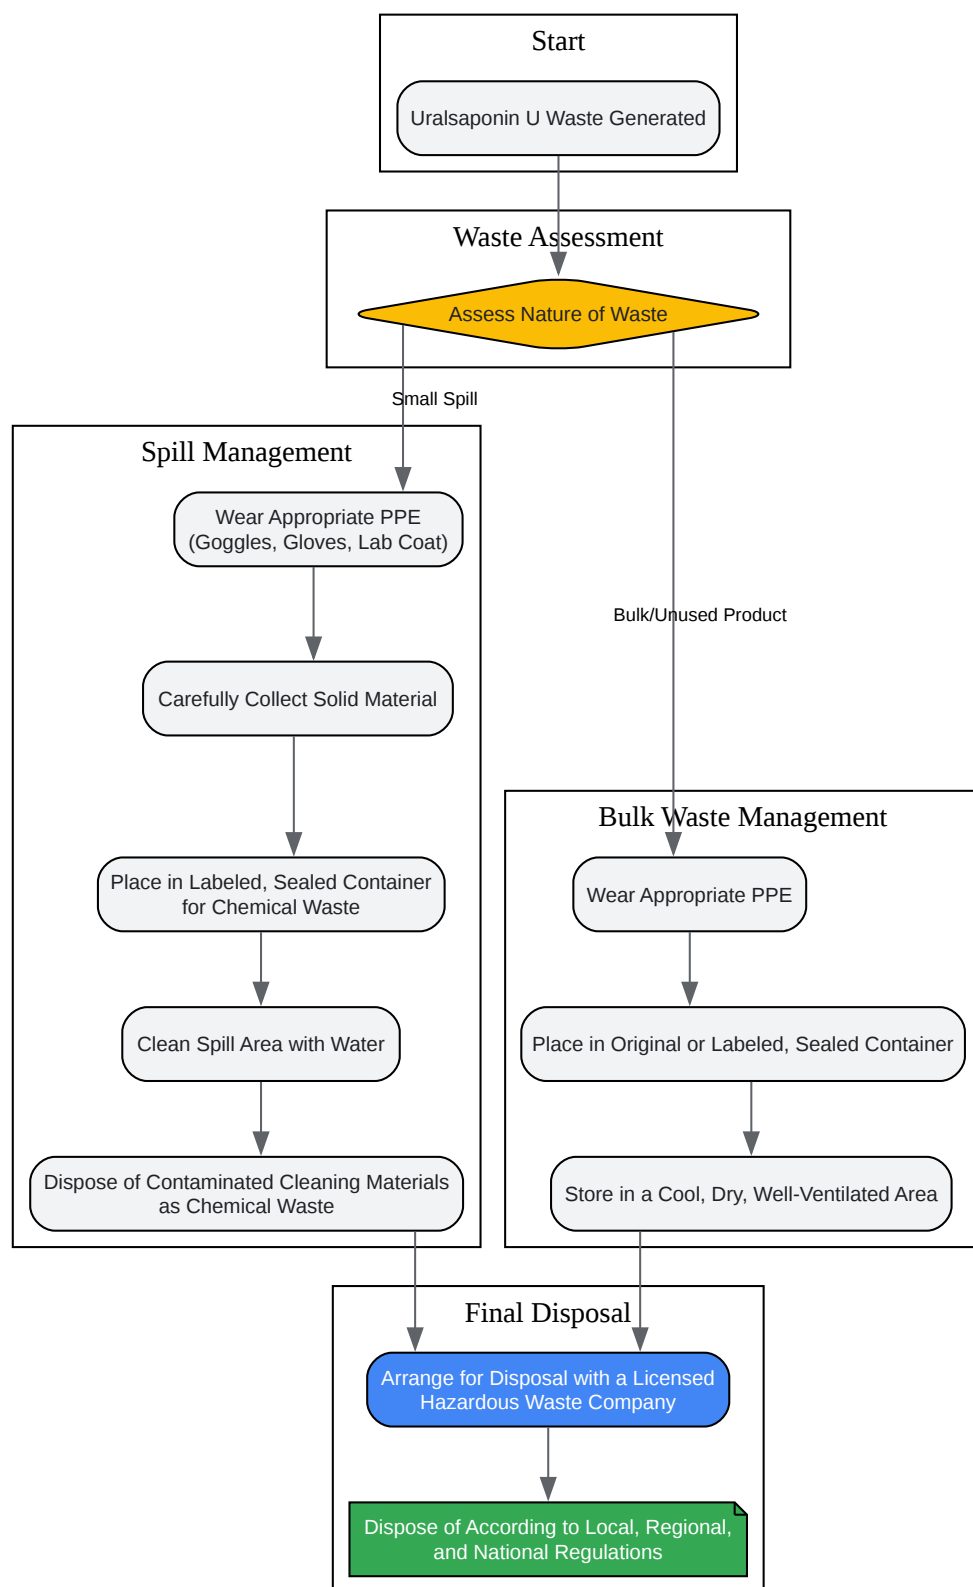 Start
Uralsaponin U Waste Generated
Waste Assessment
Assess Nature of Waste
Small Spill
Spill Management
Wear Appropriate PPE
(Goggles, Gloves, Lab Coat)
Carefully Collect Solid Material
Place in Labeled, Sealed Container
for Chemical Waste
Clean Spill Area with Water
Dispose of Contaminated Cleaning Materials
as Chemical Waste
Bulk/Unused Product
Bulk Waste Management
Wear Appropriate PPE
Place in Original or Labeled, Sealed Container
Store in a Cool, Dry, Well-Ventilated Area
Final Disposal
Arrange for Disposal with a Licensed
Hazardous Waste Company
Dispose of According to Local, Regional,
and National Regulations